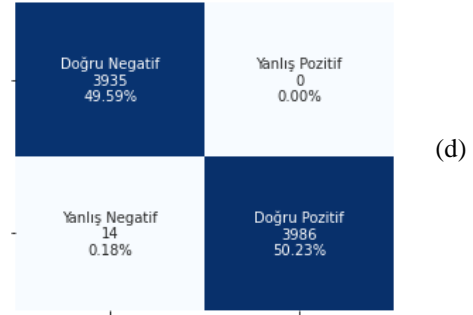 Doğru Negatif
3935
49.59%
Yanlış Pozitif
0
0.00%
(d)
Yanlış Negatif
14
0.18%
Doğru Pozitif
3986
50.23%